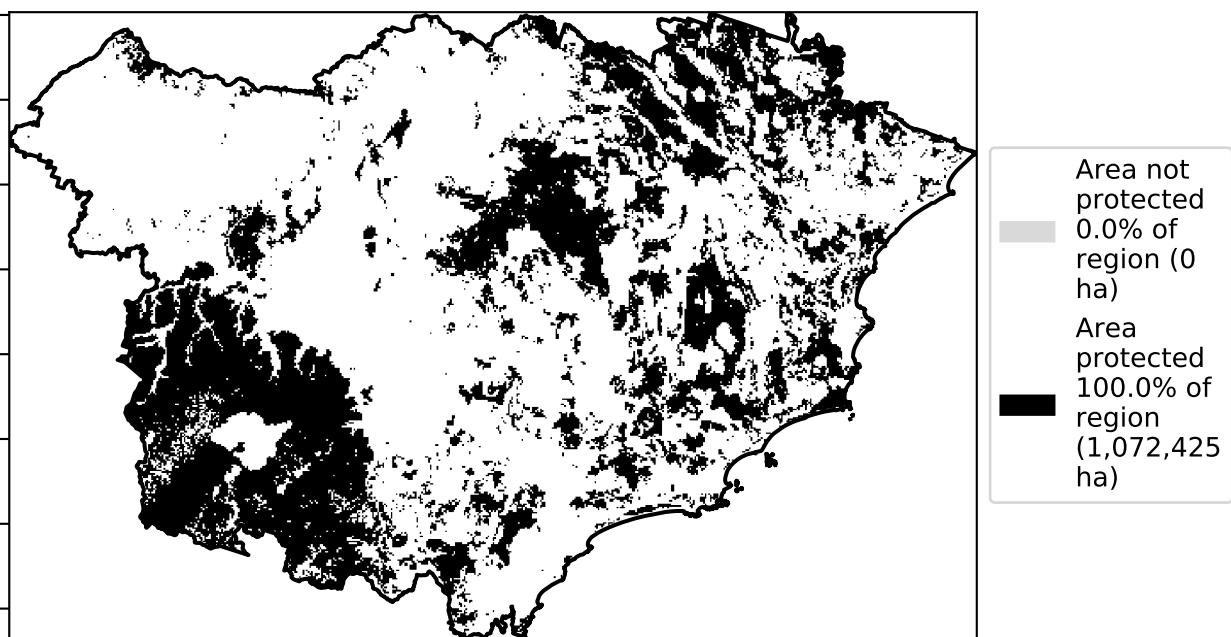 Area not
protected
0.0% of
region (0
ha)
Area
protected
100.0% of
region
(1,072,425
ha)